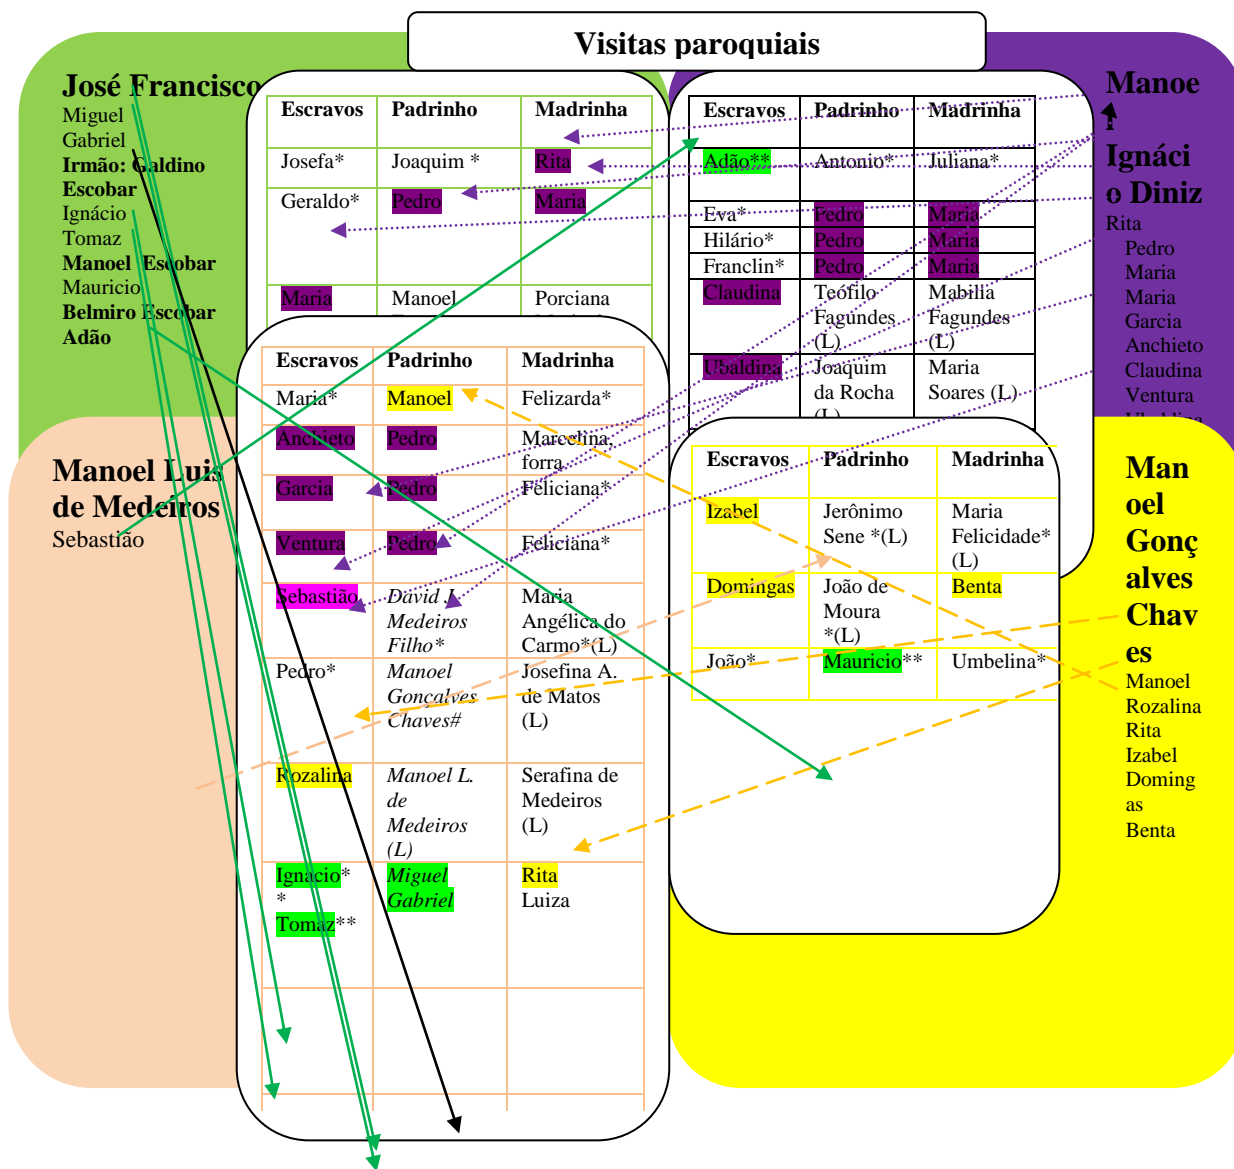 Visitas paroquiais
José Francisco
Miguel
Gabriel
Irmão: Galdino
Escobar
Ignácio
Tomaz
Manoel Escobar
Mauricio
Belmiro Escobar
Adão
Escravos Padrinho Madrinha
Josefa* Joaquim * Rita
Geraldo* Pedro Maria
Maria Manoel Porciana
Escravos Padrinho Madrinha
Adão** Antonio* Juliana*
Eva* Pedro Maria
Hilário* Pedro Maria
Franclin* Pedro Maria
Claudina Teófilo Mabilia
Fagundes Fagundes
(L) (L)
Ubaldina Joaquim Maria
da Rocha Soares (L)
(L)
Manoe
l
Ignáci
o Diniz
Rita
Pedro
Maria
Maria
Garcia
Anchieto
Claudina
Ventura
Ubaldina
Manoel Luis
de Medeiros
Sebastião
Escravos Padrinho Madrinha
Maria* Manoel Felizarda*
Anchieto Pedro Marcelina,
forra
Garcia Pedro Feliciana*
Ventura Pedro Feliciana*
Sebastião David J. Maria
Medeiros Angélica do
Filho* Carmo*(L)
Pedro* Manoel Josefina A.
Gonçalves de Matos
Chaves# (L)
Rozalina Manoel L. Serafina de
de Medeiros
Medeiros (L)
(L)
Ignacio* Miguel Rita
* Gabriel Luiza
Tomaz**
Escravos Padrinho Madrinha
Izabel Jerônimo Maria
Sene *(L) Felicidade*
(L)
Domingas João de Benta
Moura
*(L)
João* Mauricio** Umbelina*
Man
oel
Gonç
alves
Chav
es
Manoel
Rozalina
Rita
Izabel
Doming
as
Benta